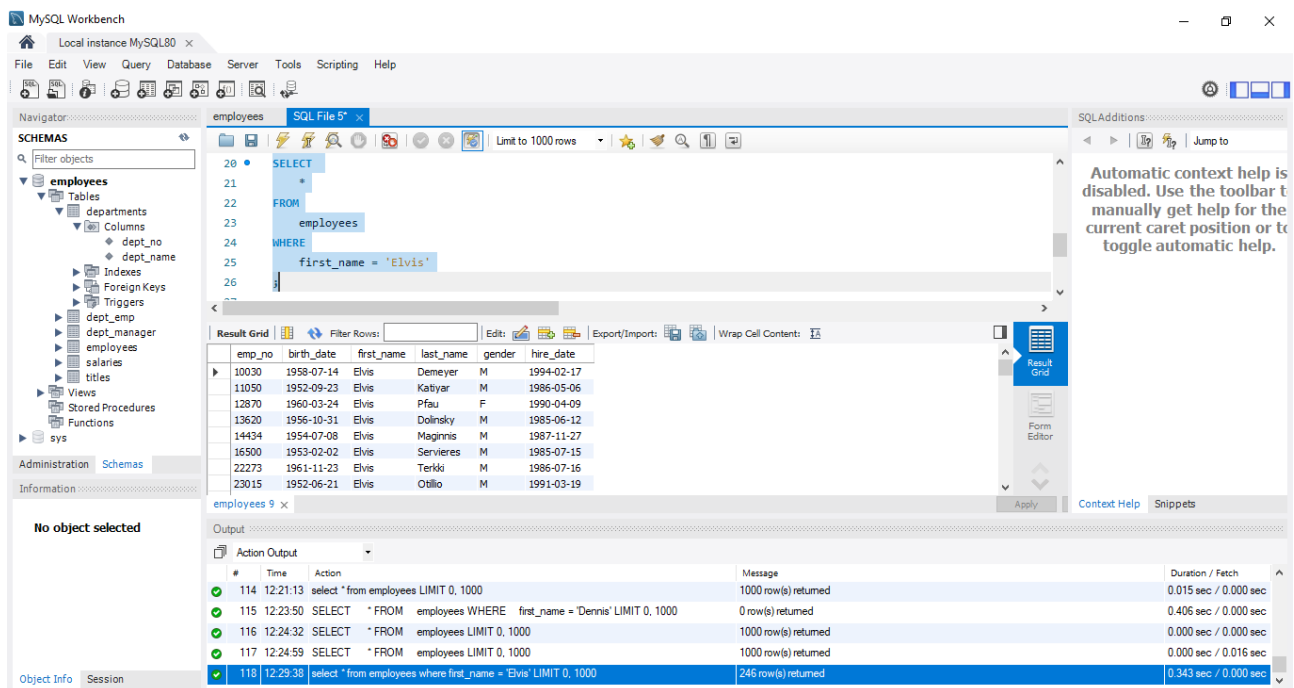 MySQL Workbench
Local instance MySQL80
File Edit View Query Database Server Tools Scripting Help
Navigator
SCHEMAS
Filter objects
employees
Tables
departments
Columns
dept_no
dept_name
Indexes
Foreign Keys
Triggers
dept_emp
dept_manager
employees
salaries
titles
Views
Stored Procedures
Functions
sys
Administration Schemas
Information
No object selected
Object Info Session
employees SQL File 5*
Limit to 1000 rows
20 SELECT
21 *
22 FROM
23 employees
24 WHERE
25 first_name = 'Elvis'
26 ;
27
Result Grid Filter Rows: Edit: Export/Import: Wrap Cell Content: IA
emp_no birth_date first_name last_name gender hire_date
10030 1958-07-14 Elvis Demeyer M 1994-02-17
11050 1952-09-23 Elvis Katiyar M 1986-05-06
12870 1960-03-24 Elvis Pfau F 1990-04-09
13620 1956-10-31 Elvis Dolinsky M 1985-06-12
14434 1954-07-08 Elvis Maginnis M 1987-11-27
16500 1953-02-02 Elvis Servieres M 1985-07-15
22273 1961-11-23 Elvis Terkki M 1986-07-16
23015 1952-06-21 Elvis Otillio M 1991-03-19
Result
Grid
Form
Editor
employees 9 Apply
SQLAdditions
Jump to
Automatic context help is
disabled. Use the toolbar t
manually get help for the
current caret position or to
toggle automatic help.
Context Help Snippets
Output
Action Output
# Time Action Message Duration / Fetch
114 12:21:13 select * from employees LIMIT 0, 1000 1000 row(s) returned 0.015 sec / 0.000 sec
115 12:23:50 SELECT * FROM employees WHERE first_name = 'Dennis' LIMIT 0, 1000 0 row(s) returned 0.406 sec / 0.000 sec
116 12:24:32 SELECT * FROM employees LIMIT 0, 1000 1000 row(s) returned 0.000 sec / 0.000 sec
117 12:24:59 SELECT * FROM employees LIMIT 0, 1000 1000 row(s) returned 0.000 sec / 0.016 sec
118 12:29:38 select * from employees where first_name = 'Elvis' LIMIT 0, 1000 246 row(s) returned 0.343 sec / 0.000 sec